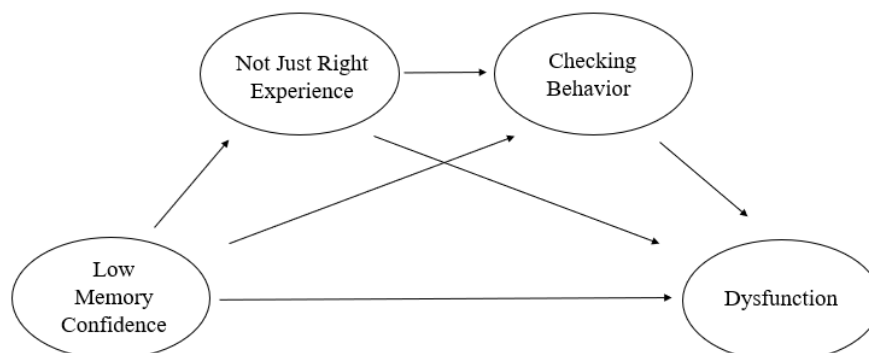 Not Just Right
Experience
Checking
Behavior
Low
Memory
Confidence
Dysfunction